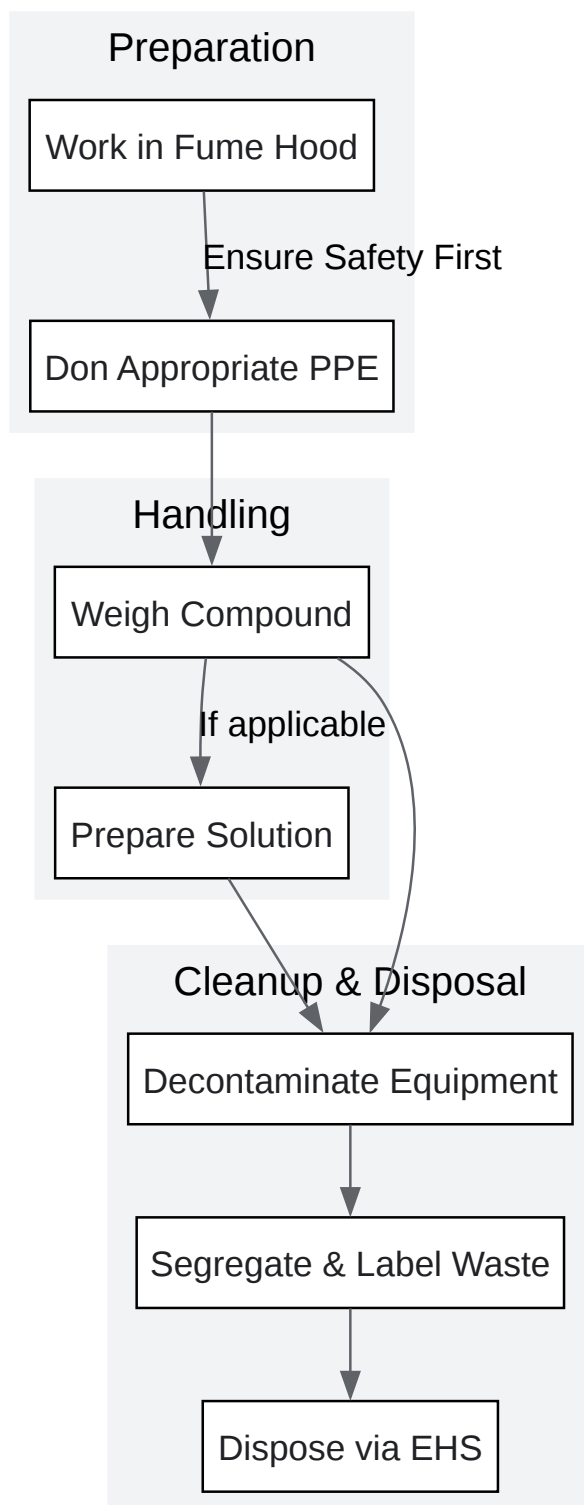 Preparation
Work in Fume Hood
Ensure Safety First
Don Appropriate PPE
Handling
Weigh Compound
If applicable
Prepare Solution
Cleanup & Disposal
Decontaminate Equipment
Segregate & Label Waste
Dispose via EHS